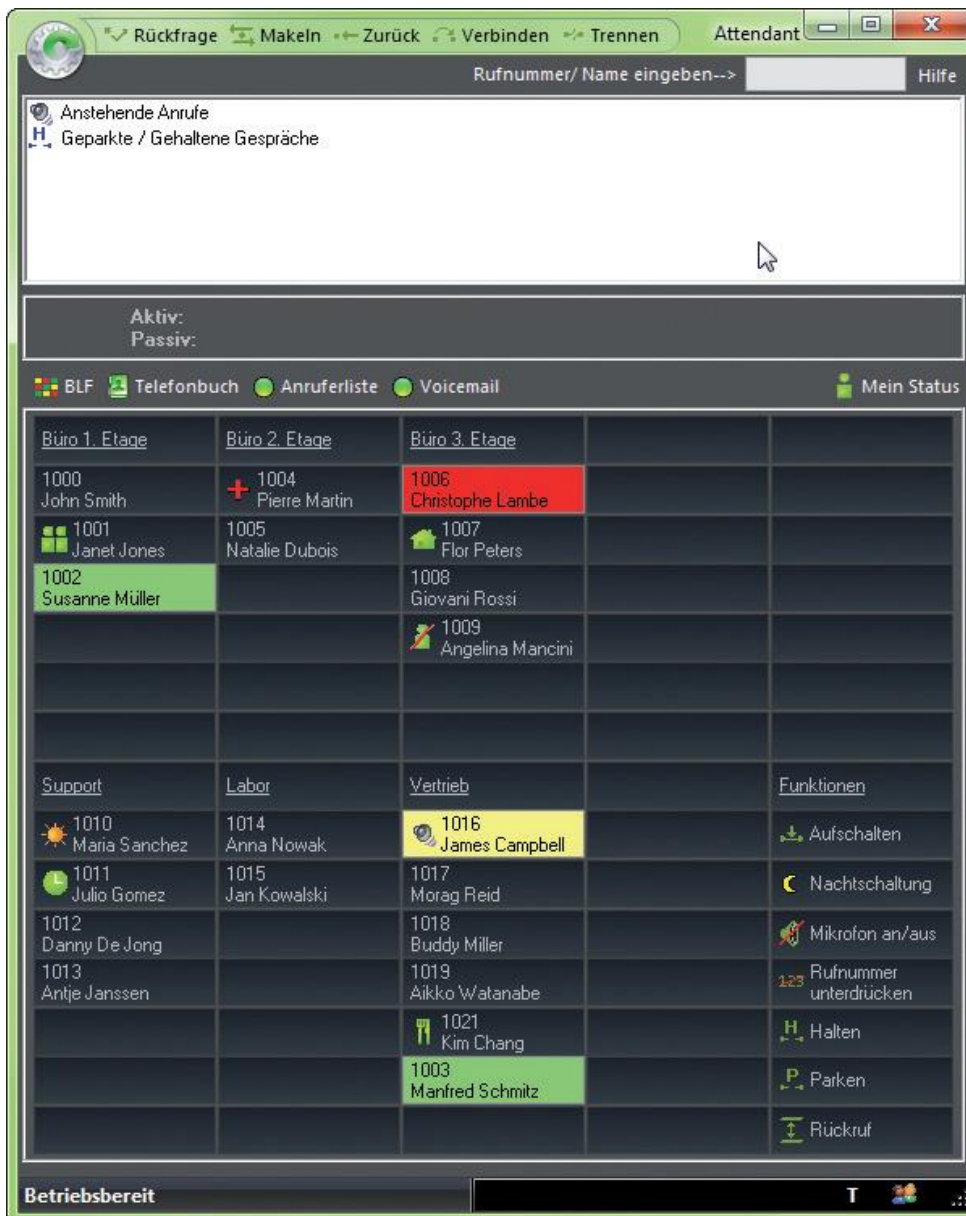 Rückfrage Makeln Zurück Verbinden Trennen Attendant
Rufnummer/ Name eingeben--> Hilfe
Anstehende Anrufe
H Geparkte / Gehaltene Gespräche
Aktiv:
Passiv:
BLF Telefonbuch Anruferliste Voicemail Mein Status
Büro 1. Etage Büro 2. Etage Büro 3. Etage
1000 1004 1006
John Smith Pierre Martin Christophe Lambe
1001 1005 1007
Janet Jones Natalie Dubois Flor Peters
1002 1008
Susanne Müller Giovani Rossi
1009
Angelina Mancini
Support Labor Vertrieb Funktionen
1010 1014 1016
Maria Sanchez Anna Nowak James Campbell Aufschalten
1011 1015 1017
Julio Gomez Jan Kowalski Morag Reid Nachtschaltung
1012 1018
Danny De Jong Buddy Miller Mikrofon an/aus
1013 1019 123 Rufnummer
Antje Janssen Aikko Watanabe unterdrücken
1021
Kim Chang H Halten
1003
Manfred Schmitz P Parken
Rückruf
Betriebsbereit T